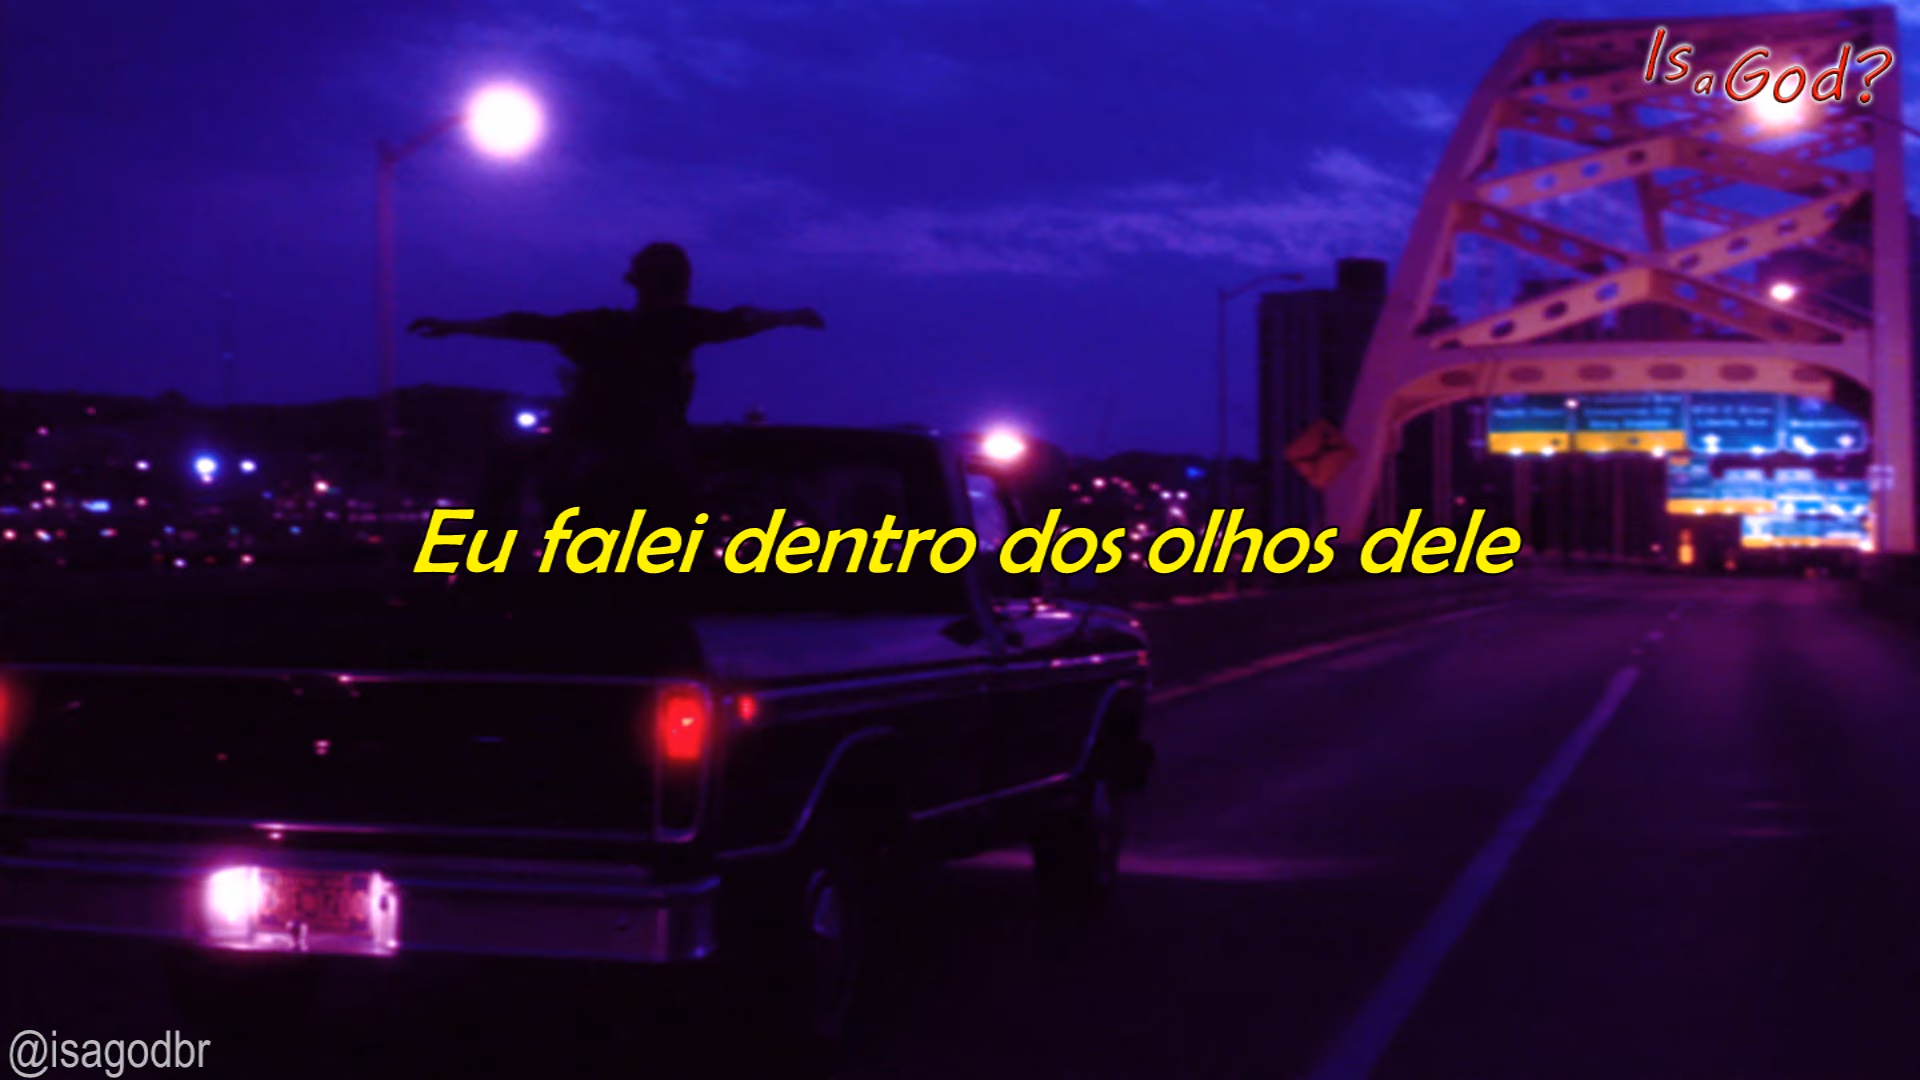 Is a God?
Eu falei dentro dos olhos dele
@isagodbr